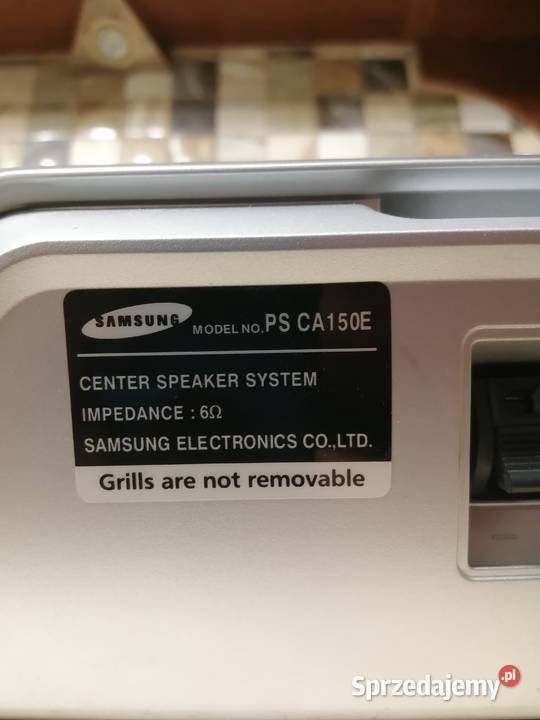 SAMSUNG MODEL NO. PS CA150E
CENTER SPEAKER SYSTEM
IMPEDANCE : 6Ω
SAMSUNG ELECTRONICS CO.,LTD.
Grills are not removable
Sprzedajemy.pl